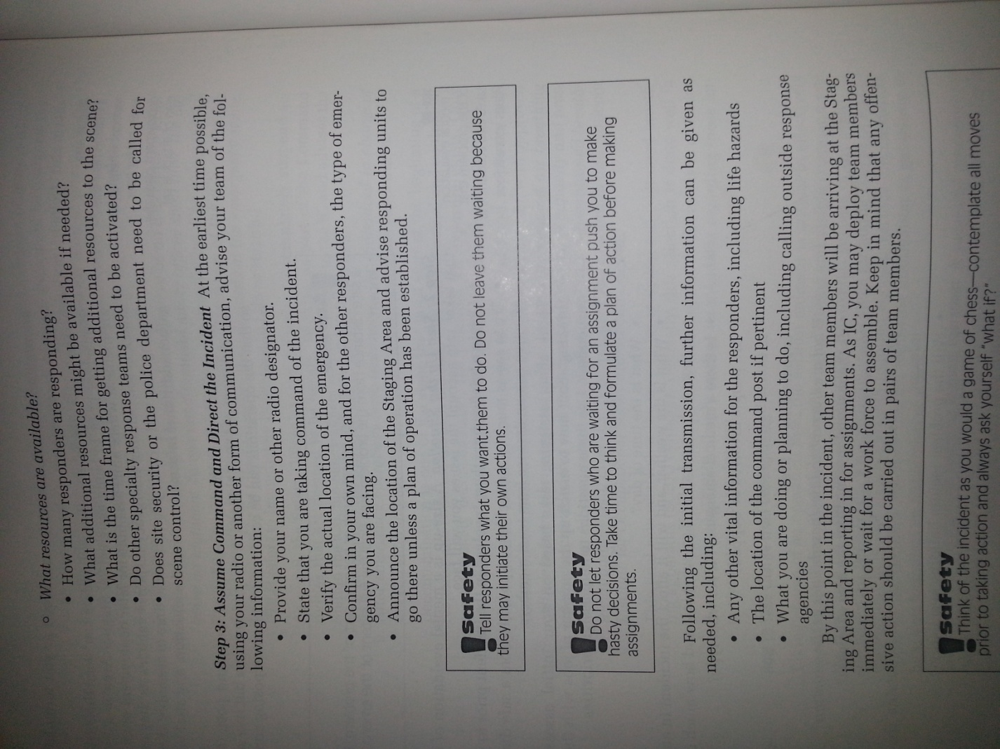 ○ What resources are available?
• How many responders are responding?
• What additional resources might be available if needed?
• What is the time frame for getting additional resources to the scene?
• Do other specialty response teams need to be activated?
• Does site security or the police department need to be called for
scene control?
Step 3: Assume Command and Direct the Incident At the earliest time possible,
using your radio or another form of communication, advise your team of the fol-
lowing information:
• Provide your name or other radio designator.
• State that you are taking command of the incident.
• Verify the actual location of the emergency.
• Confirm in your own mind, and for the other responders, the type of emer-
gency you are facing.
• Announce the location of the Staging Area and advise responding units to
go there unless a plan of operation has been established.
! Safety
Tell responders what you want them to do. Do not leave them waiting because
they may initiate their own actions.
! Safety
Do not let responders who are waiting for an assignment push you to make
hasty decisions. Take time to think and formulate a plan of action before making
assignments.
Following the initial transmission, further information can be given as
needed, including:
• Any other vital information for the responders, including life hazards
• The location of the command post if pertinent
• What you are doing or planning to do, including calling outside response
agencies
By this point in the incident, other team members will be arriving at the Stag-
ing Area and reporting in for assignments. As IC, you may deploy team members
immediately or wait for a work force to assemble. Keep in mind that any offen-
sive action should be carried out in pairs of team members.
! Safety
Think of the incident as you would a game of chess—contemplate all moves
prior to taking action and always ask yourself "what if?"